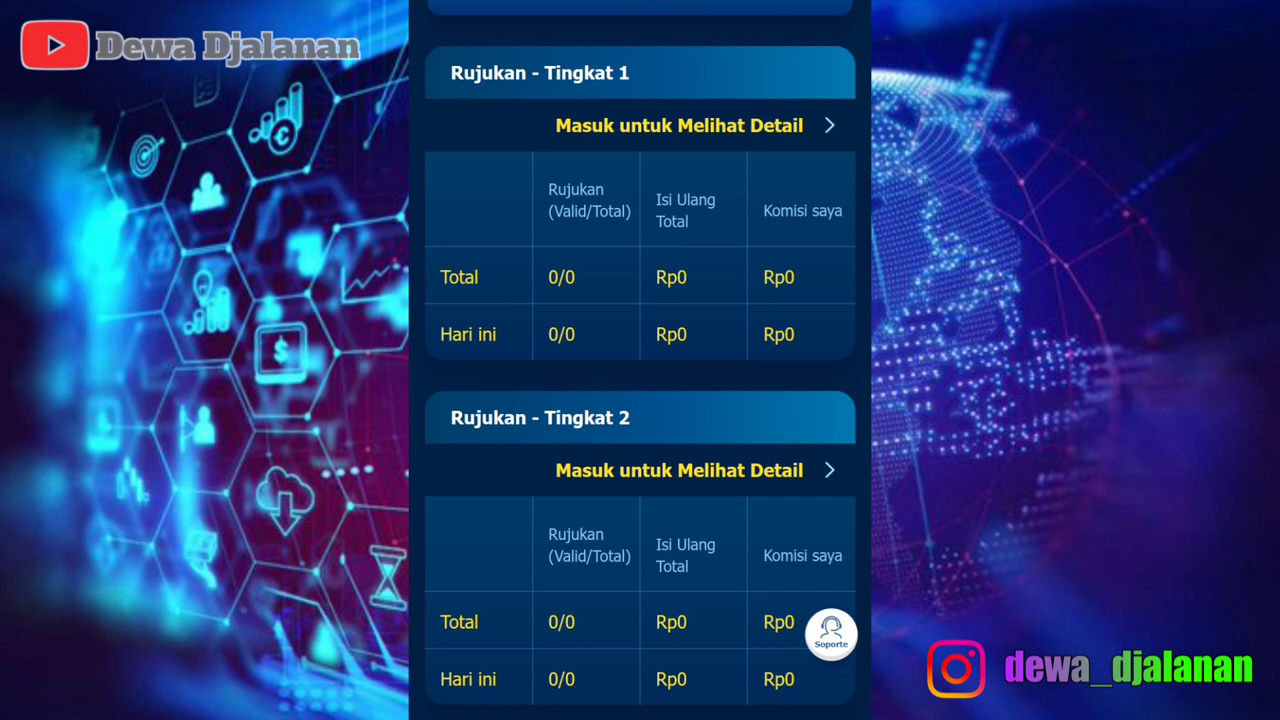 Dewa Djalanan
Rujukan - Tingkat 1
Masuk untuk Melihat Detail
Rujukan
(Valid/Total)
Isi Ulang
Total
Komisi saya
Total
0/0
Rp0
Rp0
Hari ini
0/0
Rp0
Rp0
Rujukan - Tingkat 2
Masuk untuk Melihat Detail
Rujukan
(Valid/Total)
Isi Ulang
Total
Komisi saya
Total
0/0
Rp0
Rp0
Soporte
Hari ini
0/0
Rp0
Rp0
dewa_djalanan